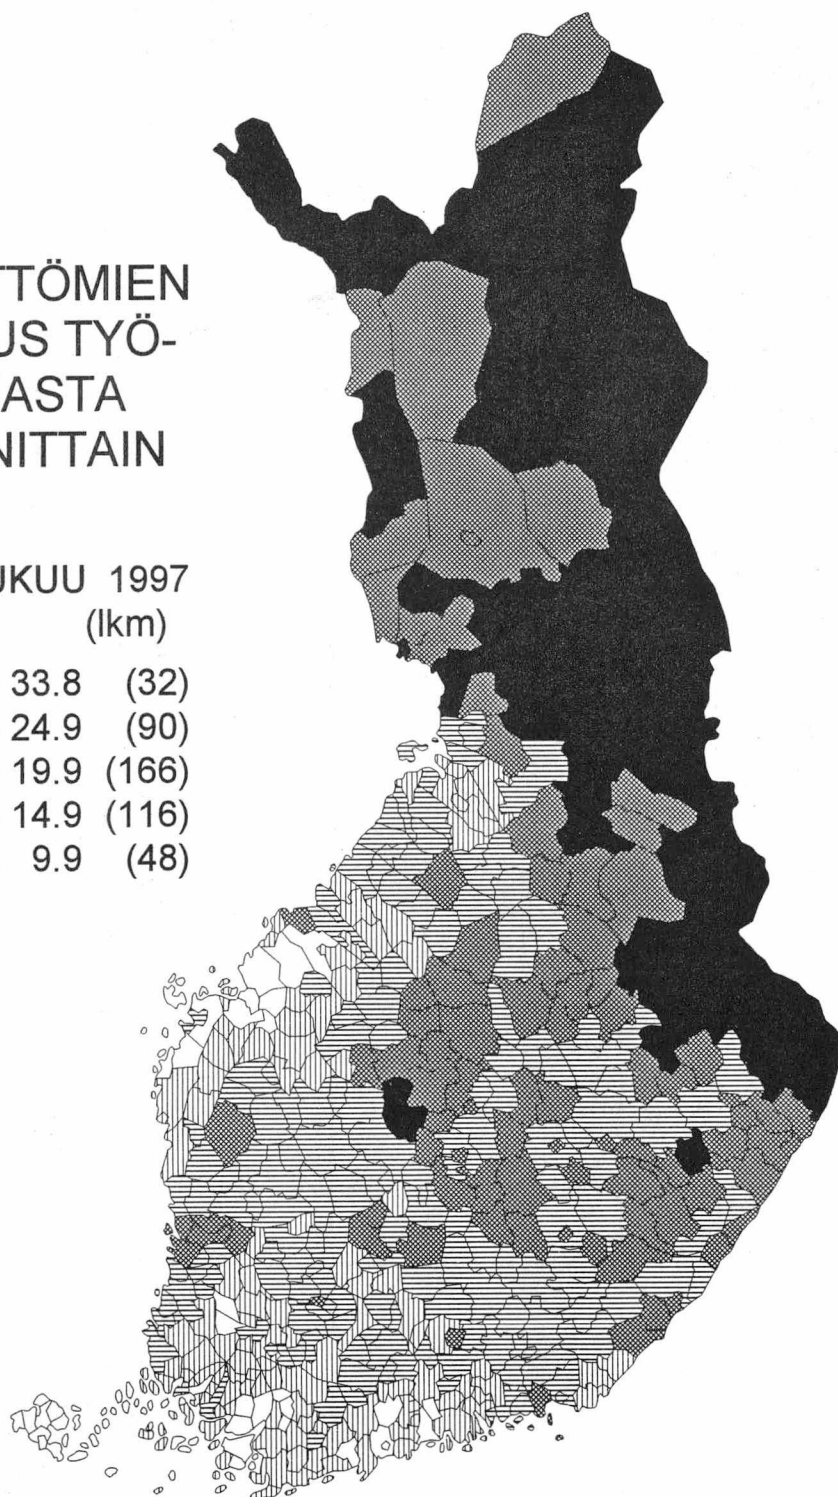 TTÖMIEN
US TYÖ-
ASTA
NITTAIN
UKUU 1997
(lkm)
33.8 (32)
24.9 (90)
19.9 (166)
14.9 (116)
9.9 (48)